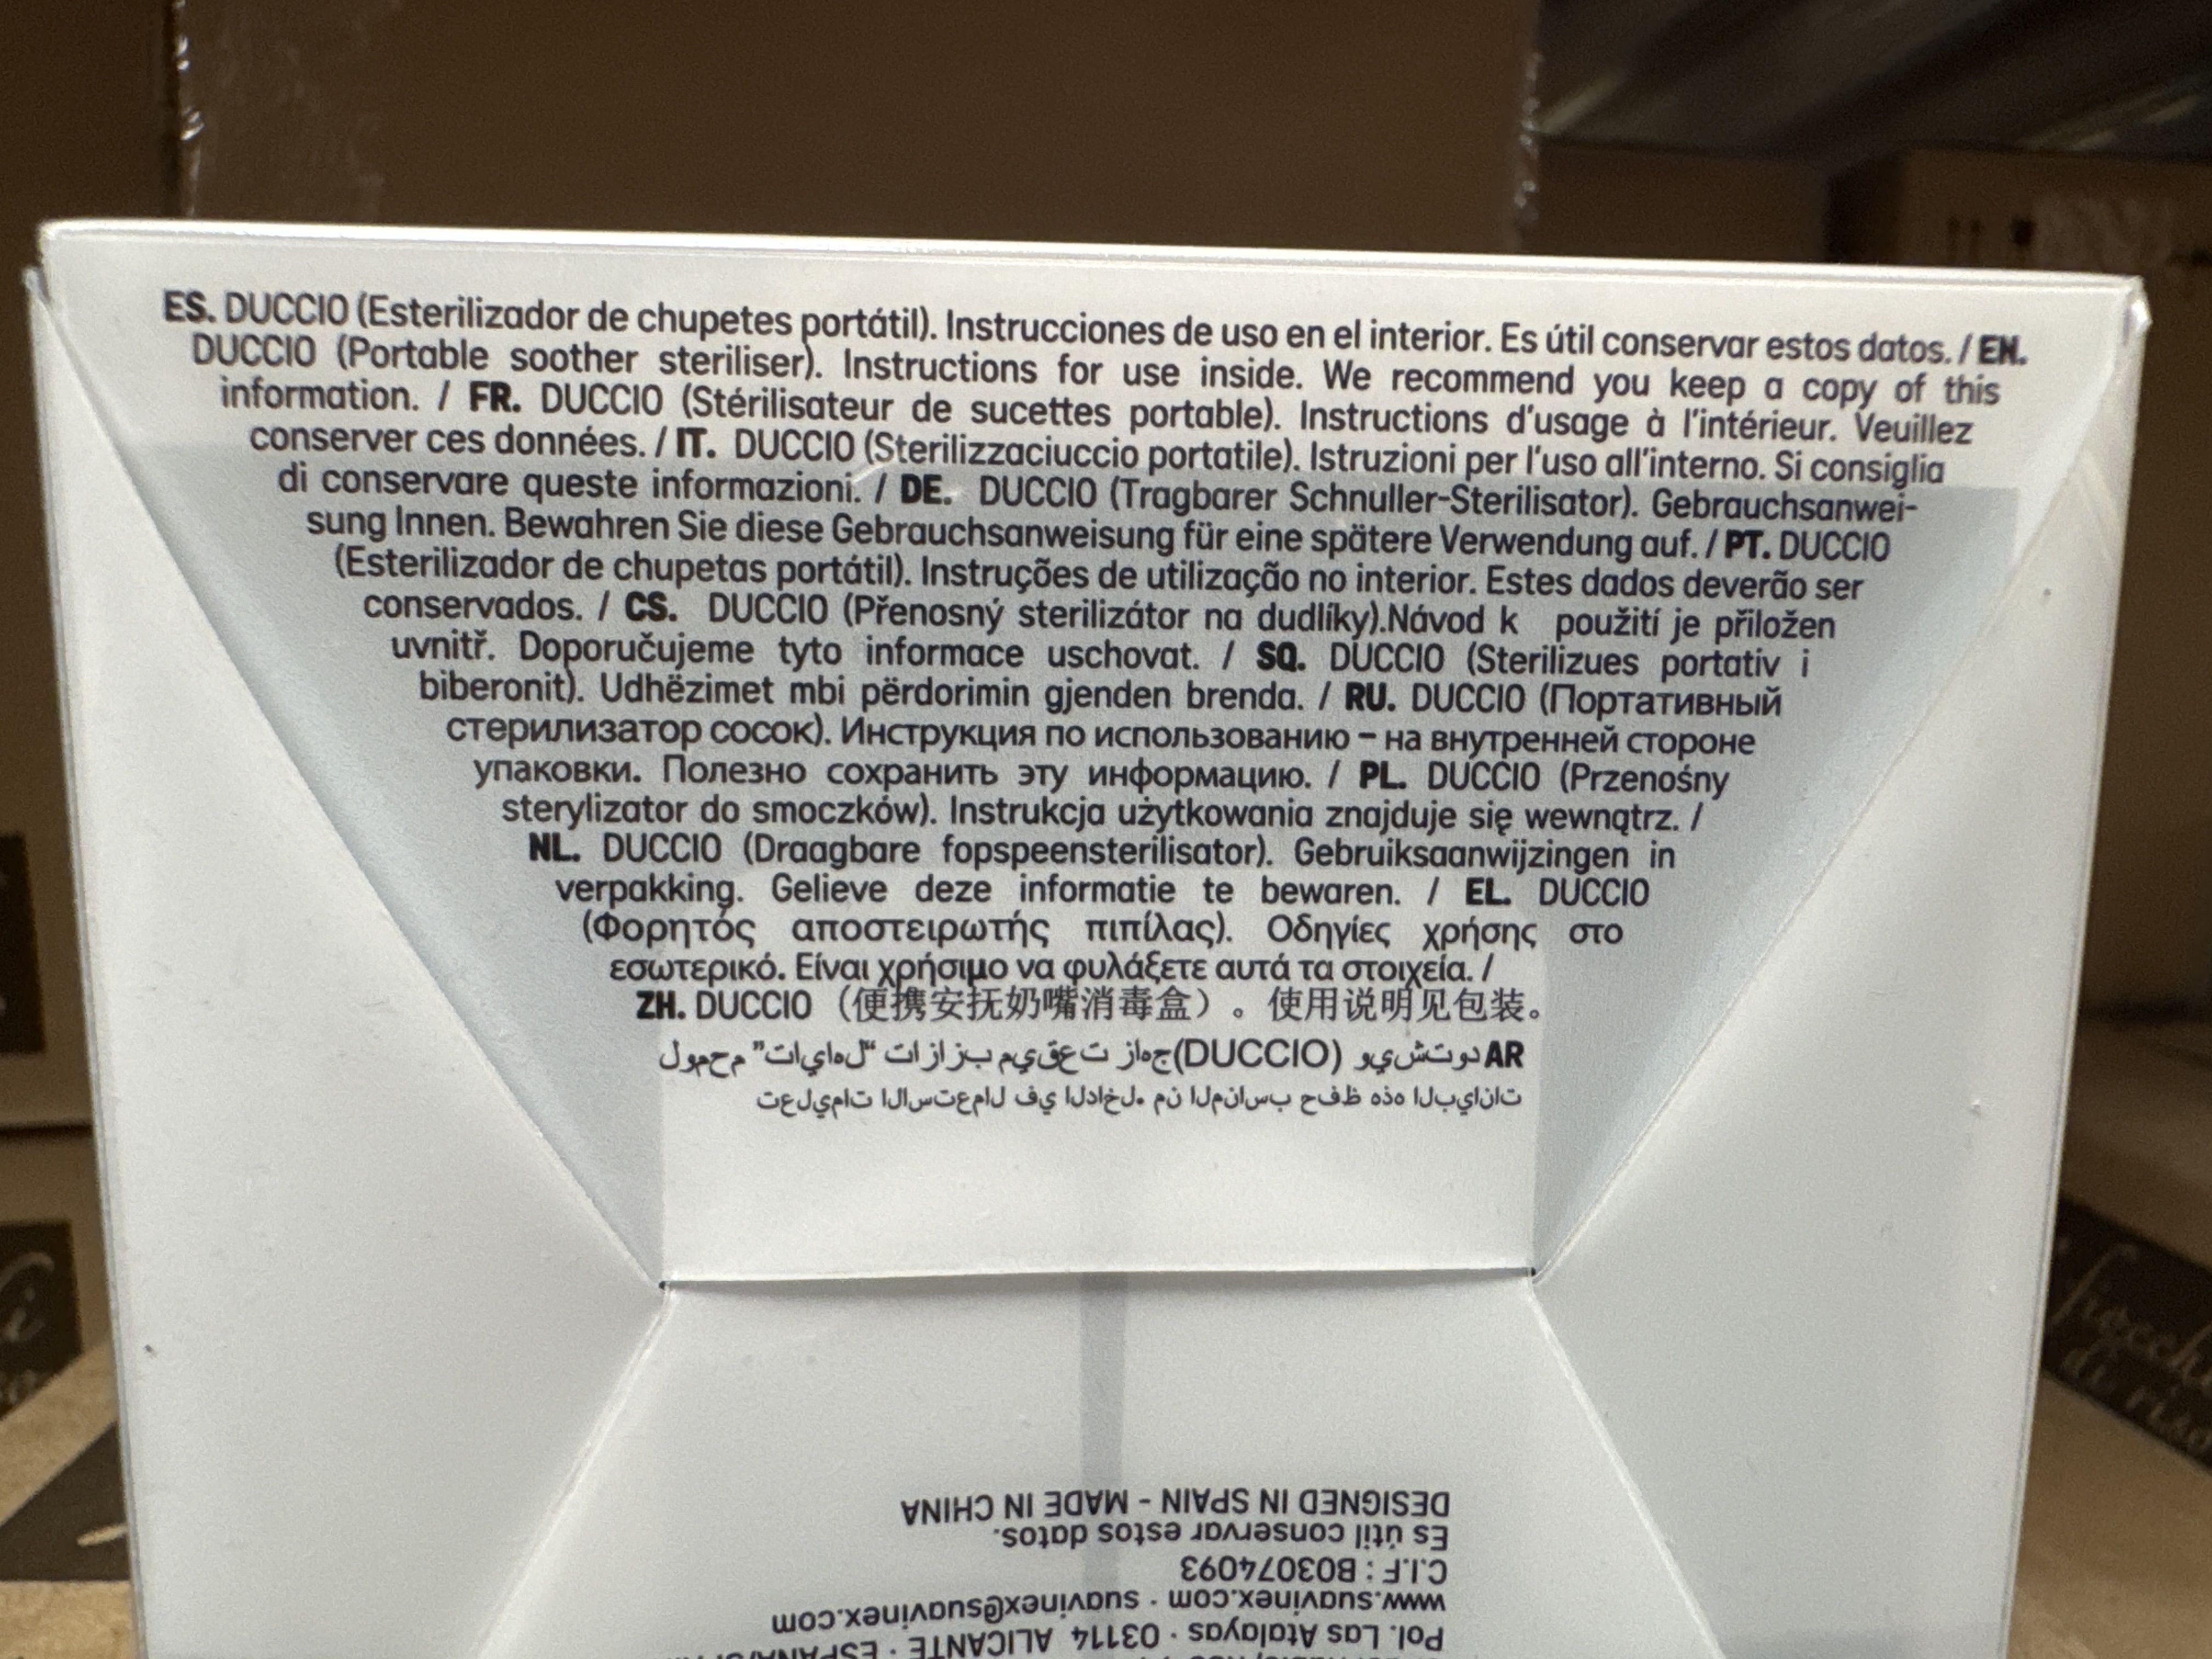 ES. DUCCIO (Esterilizador de chupetes portátil). Instrucciones de uso en el interior. Es útil conservar estos datos. / EN.
DUCCIO (Portable soother steriliser). Instructions for use inside. We recommend you keep a copy of this
information. / FR. DUCCIO (Stérilisateur de sucettes portable). Instructions d'usage à l'intérieur. Veuillez
conserver ces données. / IT. DUCCIO (Sterilizzaciuccio portatile). Istruzioni per l'uso all'interno. Si consiglia
di conservare queste informazioni. / DE. DUCCIO (Tragbarer Schnuller-Sterilisator). Gebrauchsanwei-
sung Innen. Bewahren Sie diese Gebrauchsanweisung für eine spätere Verwendung auf. / PT. DUCCIO
(Esterilizador de chupetas portátil). Instruções de utilização no interior. Estes dados deverão ser
conservados. / CS. DUCCIO (Přenosný sterilizátor na dudlíky).Návod k použití je přiložen
uvnitř. Doporučujeme tyto informace uschovat. / SQ. DUCCIO (Sterilizues portativ i
biberonit). Udhëzimet mbi përdorimin gjenden brenda. / RU. DUCCIO (Портативный
стерилизатор сосок). Инструкция по использованию – на внутренней стороне
упаковки. Полезно сохранить эту информацию. / PL. DUCCIO (Przenośny
sterylizator do smoczków). Instrukcja użytkowania znajduje się wewnątrz. /
NL. DUCCIO (Draagbare fopspeensterilisator). Gebruiksaanwijzingen in
verpakking. Gelieve deze informatie te bewaren. / EL. DUCCIO
(Φορητός αποστειρωτής πιπίλας). Οδηγίες χρήσης στο
εσωτερικό. Είναι χρήσιμο να φυλάξετε αυτά τα στοιχεία. /
ZH. DUCCIO（便携安抚奶嘴消毒盒）。使用说明见包装。
AR دوتشيو (DUCCIO)جهاز تعقيم بزازات "لهايات" محمول
تعليمات الاستعمال في الداخل. من المناسب حفظ هذه البيانات
DESIGNED IN SPAIN - MADE IN CHINA
Es útil conservar estos datos.
C.I.F : B03074093
www.suavinex.com · suavinex@suavinex.com
Pol. Las Atalayas · 03114 ALICANTE · ESPAÑA/
di riso